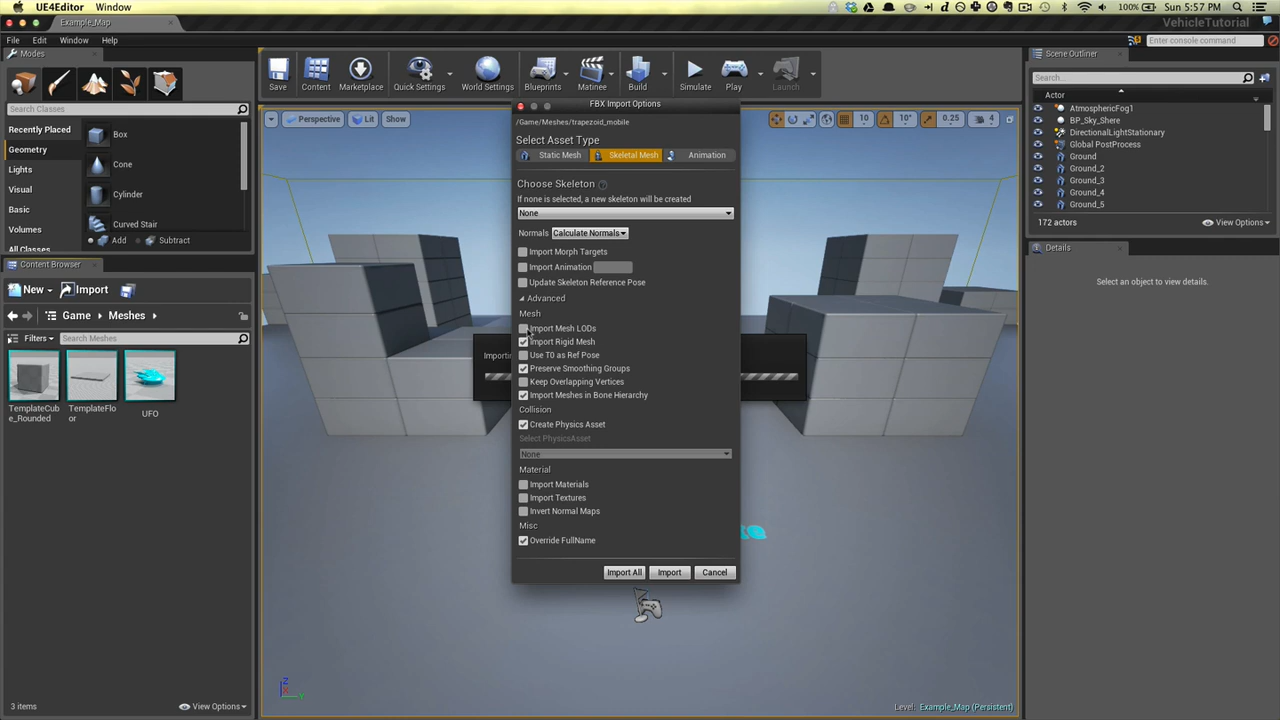 UE4Editor Window
100% Sun 5:57 PM
Example_Map
VehicleTutorial
File Edit Window Help
Enter console command
Modes
Search Classes
Recently Placed
Geometry
Lights
Visual
Basic
Volumes
All Classes
Box
Cone
Cylinder
Curved Stair
Add Subtract
Save Content Marketplace Quick Settings World Settings Blueprints Matinee Build Simulate Play Launch
Perspective Lit Show
10° 0.25 4
10
Content Browser
New Import
Game Meshes
Filters Search Meshes
TemplateCube_Rounded
TemplateFloor
UFO
3 items
View Options
FBX Import Options
/Game/Meshes/trapezoid_mobile
Select Asset Type
Static Mesh Skeletal Mesh Animation
Choose Skeleton ?
If none is selected, a new skeleton will be created
None
Normals Calculate Normals
Import Morph Targets
Import Animation
Update Skeleton Reference Pose
Advanced
Mesh
Import Mesh LODs
Import Rigid Mesh
Use T0 as Ref Pose
Preserve Smoothing Groups
Keep Overlapping Vertices
Import Meshes in Bone Hierarchy
Collision
Create Physics Asset
Select PhysicsAsset
None
Material
Import Materials
Import Textures
Invert Normal Maps
Misc
Override FullName
Import All Import Cancel
Z
Y
Level: Example_Map (Persistent)
Scene Outliner
Search...
Actor
AtmosphericFog1
BP_Sky_Shere
DirectionalLightStationary
Global PostProcess
Ground
Ground_2
Ground_3
Ground_4
Ground_5
172 actors
View Options
Details
Select an object to view details.